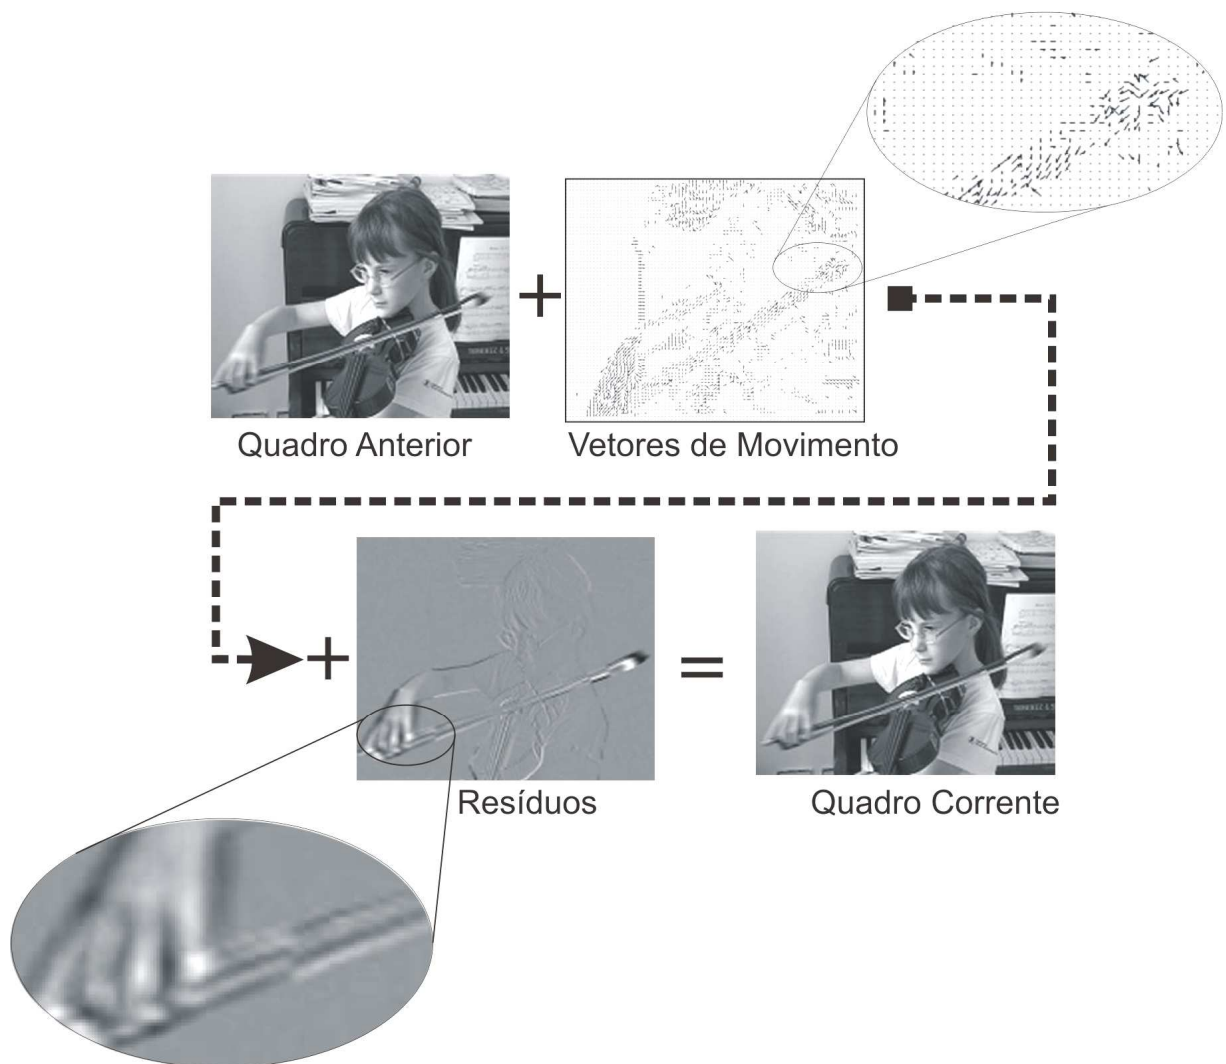 Quadro Anterior
Vetores de Movimento
Resíduos
Quadro Corrente